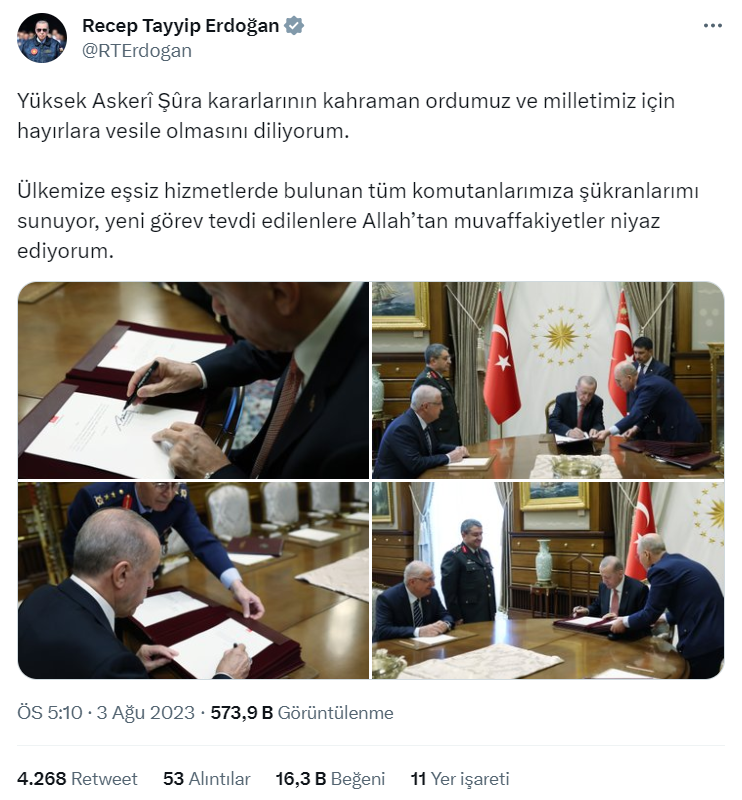 Recep Tayyip Erdoğan
@RTErdogan
Yüksek Askerî Şûra kararlarının kahraman ordumuz ve milletimiz için
hayırlara vesile olmasını diliyorum.
Ülkemize eşsiz hizmetlerde bulunan tüm komutanlarımıza şükranlarımı
sunuyor, yeni görev tevdi edilenlere Allah’tan muvaffakiyetler niyaz
ediyorum.
ÖS 5:10 · 3 Ağu 2023 · 573,9 B Görüntülenme
4.268 Retweet 53 Alıntılar 16,3 B Beğeni 11 Yer işareti